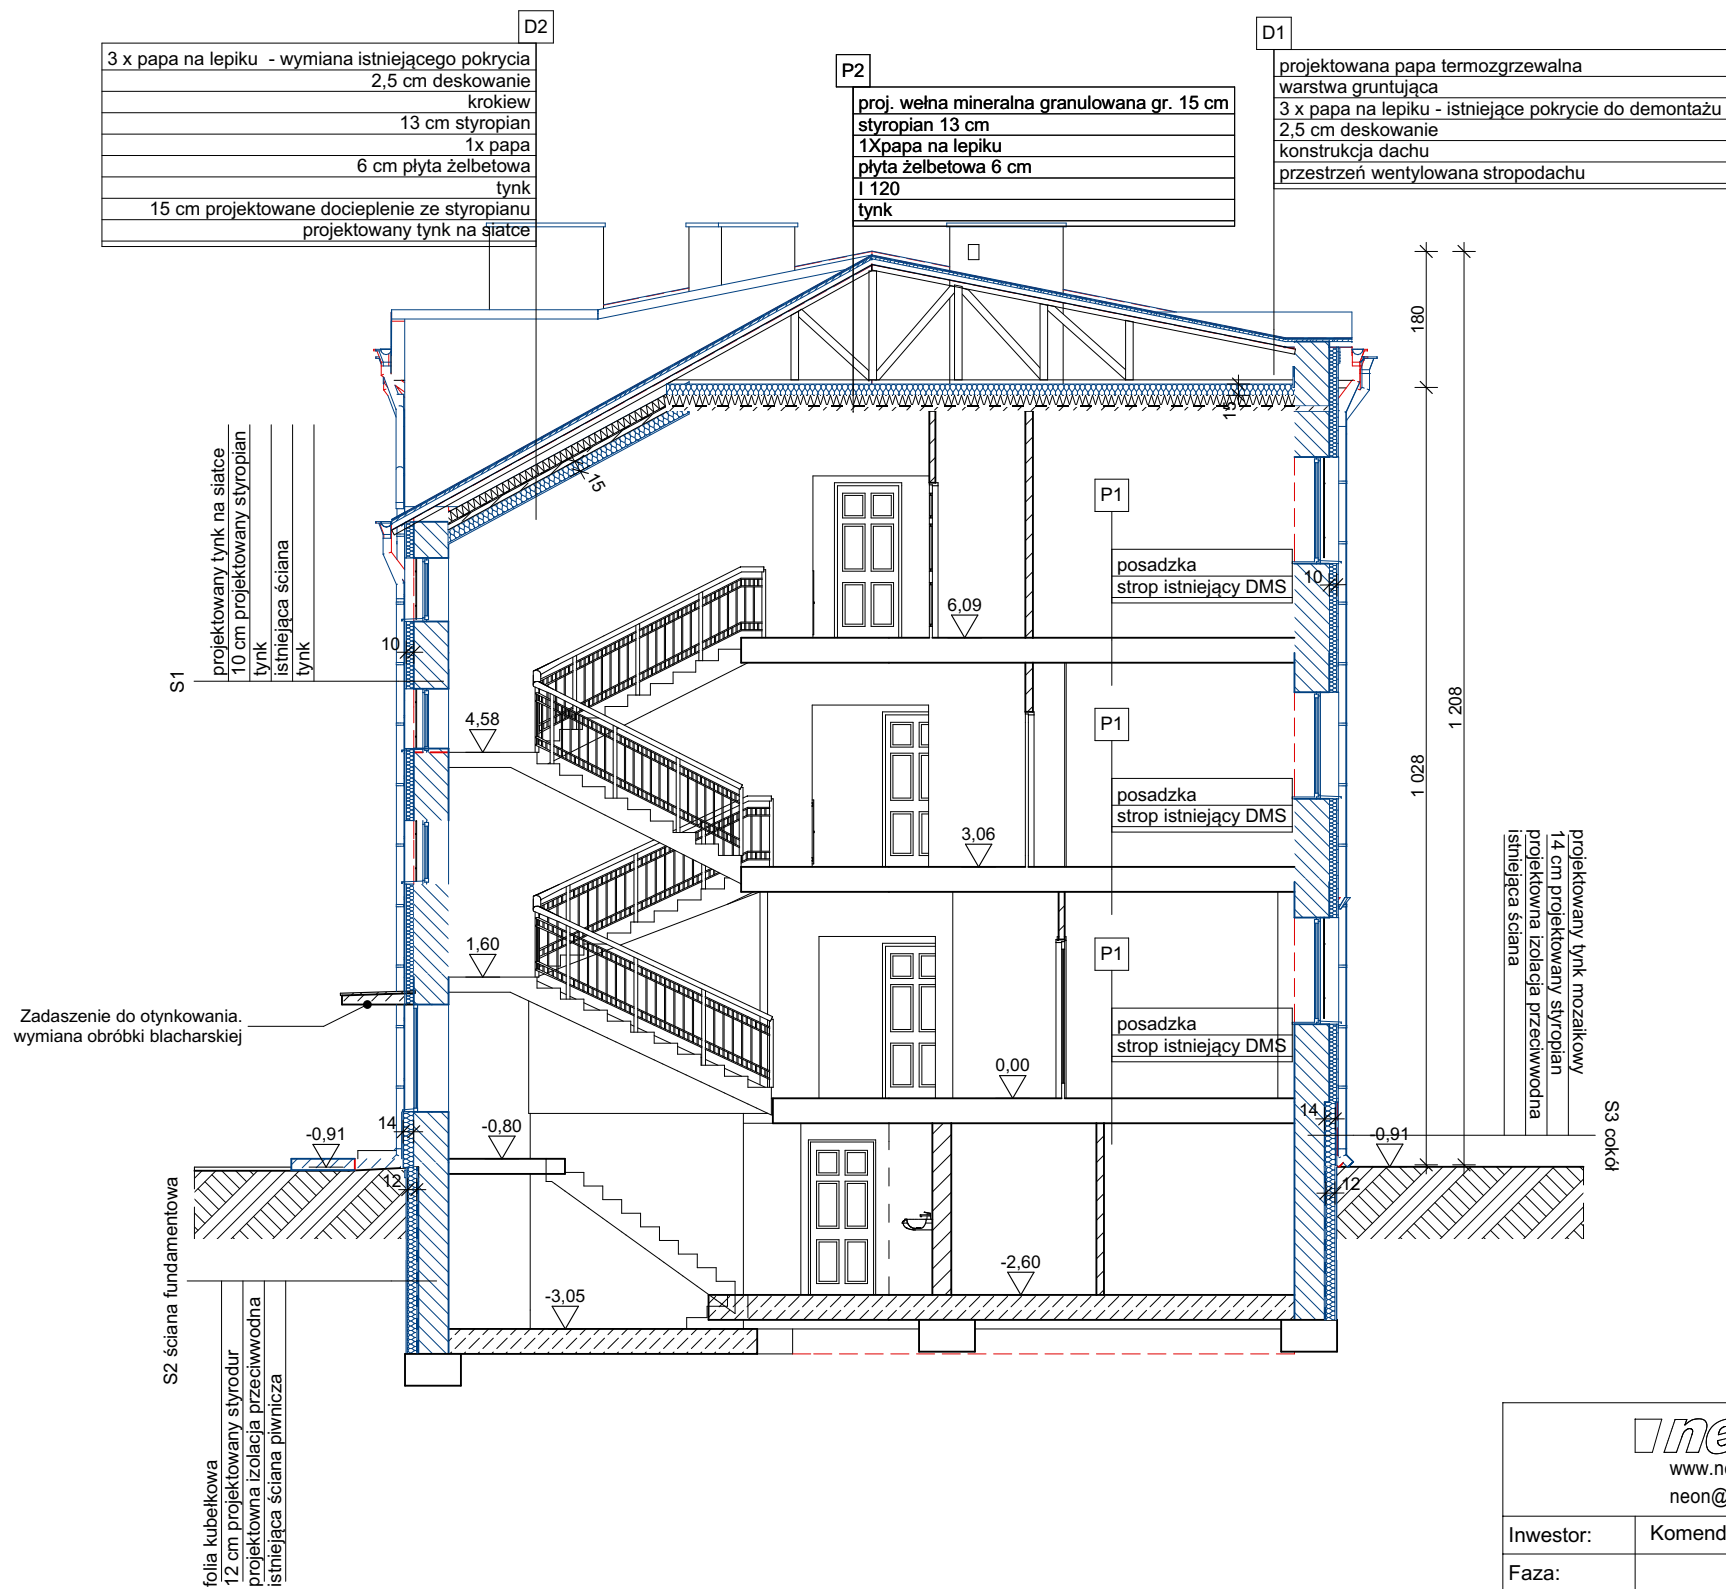 D2
3 x papa na lepiku - wymiana istniejącego pokrycia
2,5 cm deskowanie
krokiew
13 cm styropian
1x papa
6 cm płyta żelbetowa
tynk
15 cm projektowane docieplenie ze styropianu
projektowany tynk na siatce
P2
proj. wełna mineralna granulowana gr. 15 cm
styropian 13 cm
1Xpapa na lepiku
płyta żelbetowa 6 cm
I 120
tynk
D1
projektowana papa termozgrzewalna
warstwa gruntująca
3 x papa na lepiku - istniejące pokrycie do demontażu
2,5 cm deskowanie
konstrukcja dachu
przestrzeń wentylowana stropodachu
180
15
15
S1
projektowany tynk na siatce
10 cm projektowany styropian
tynk
istniejąca ściana
tynk
P1
posadzka
strop istniejący DMS
10
6,09
10
4,58
P1
posadzka
strop istniejący DMS
3,06
1 208
1 028
P1
posadzka
strop istniejący DMS
1,60
0,00
Zadaszenie do otynkowania.
wymiana obróbki blacharskiej
projektowany tynk mozaikowy
14 cm projektowany styropian
projektowna izolacja przeciwwodna
istniejąca ściana
S3 cokół
14
-0,91
-0,80
14
-0,91
12
12
-2,60
-3,05
S2 ściana fundamentowa
folia kubełkowa
12 cm projektowany styrodur
projektowna izolacja przeciwwodna
istniejąca ściana piwnicza
ne
www.ne
neon@
Inwestor:
Komend
Faza: